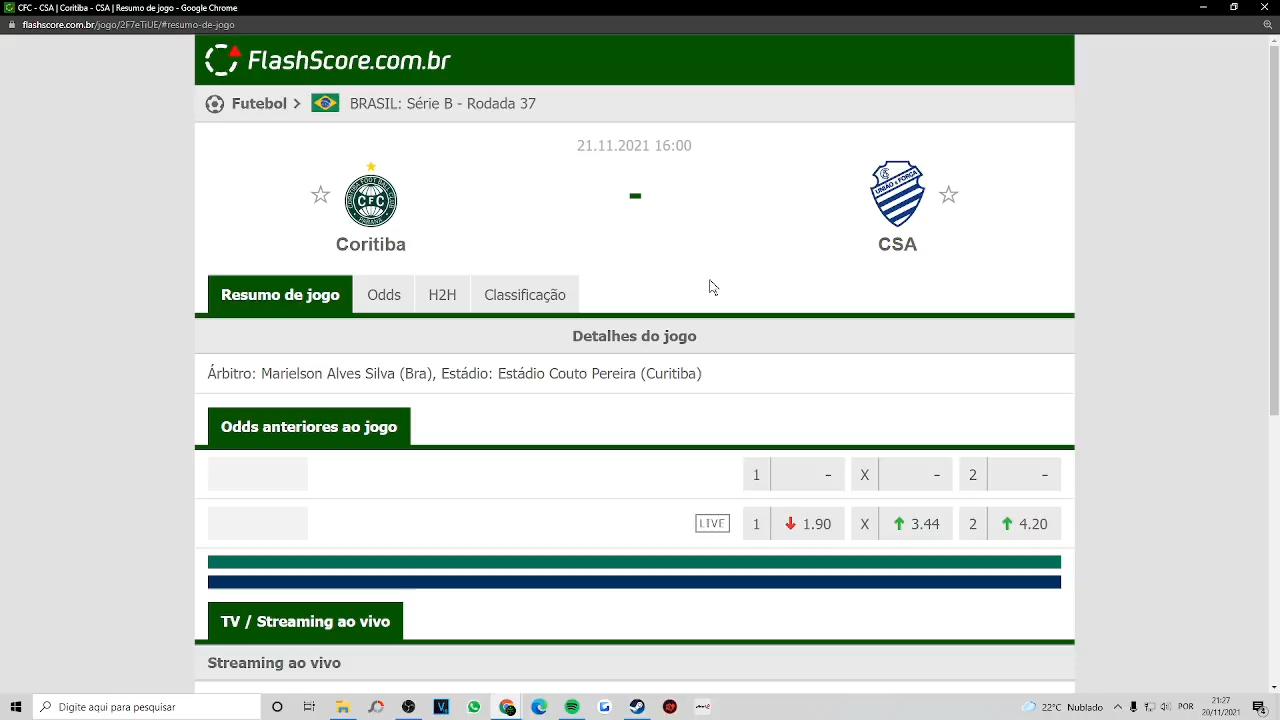 CFC - CSA | Coritiba - CSA | Resumo de jogo - Google Chrome
flashscore.com.br/jogo/2F7eTiUE/#resumo-de-jogo
FlashScore.com.br
Futebol > BRASIL: Série B - Rodada 37
21.11.2021 16:00
CFC
UNIÃO E FORÇA
-
Coritiba
CSA
Resumo de jogo Odds H2H Classificação
Detalhes do jogo
Árbitro: Marielson Alves Silva (Bra), Estádio: Estádio Couto Pereira (Curitiba)
Odds anteriores ao jogo
1 - X - 2 -
LIVE 1 1.90 X 3.44 2 4.20
TV / Streaming ao vivo
Streaming ao vivo
Digite aqui para pesquisar
22°C Nublado
POR
21:27
20/11/2021